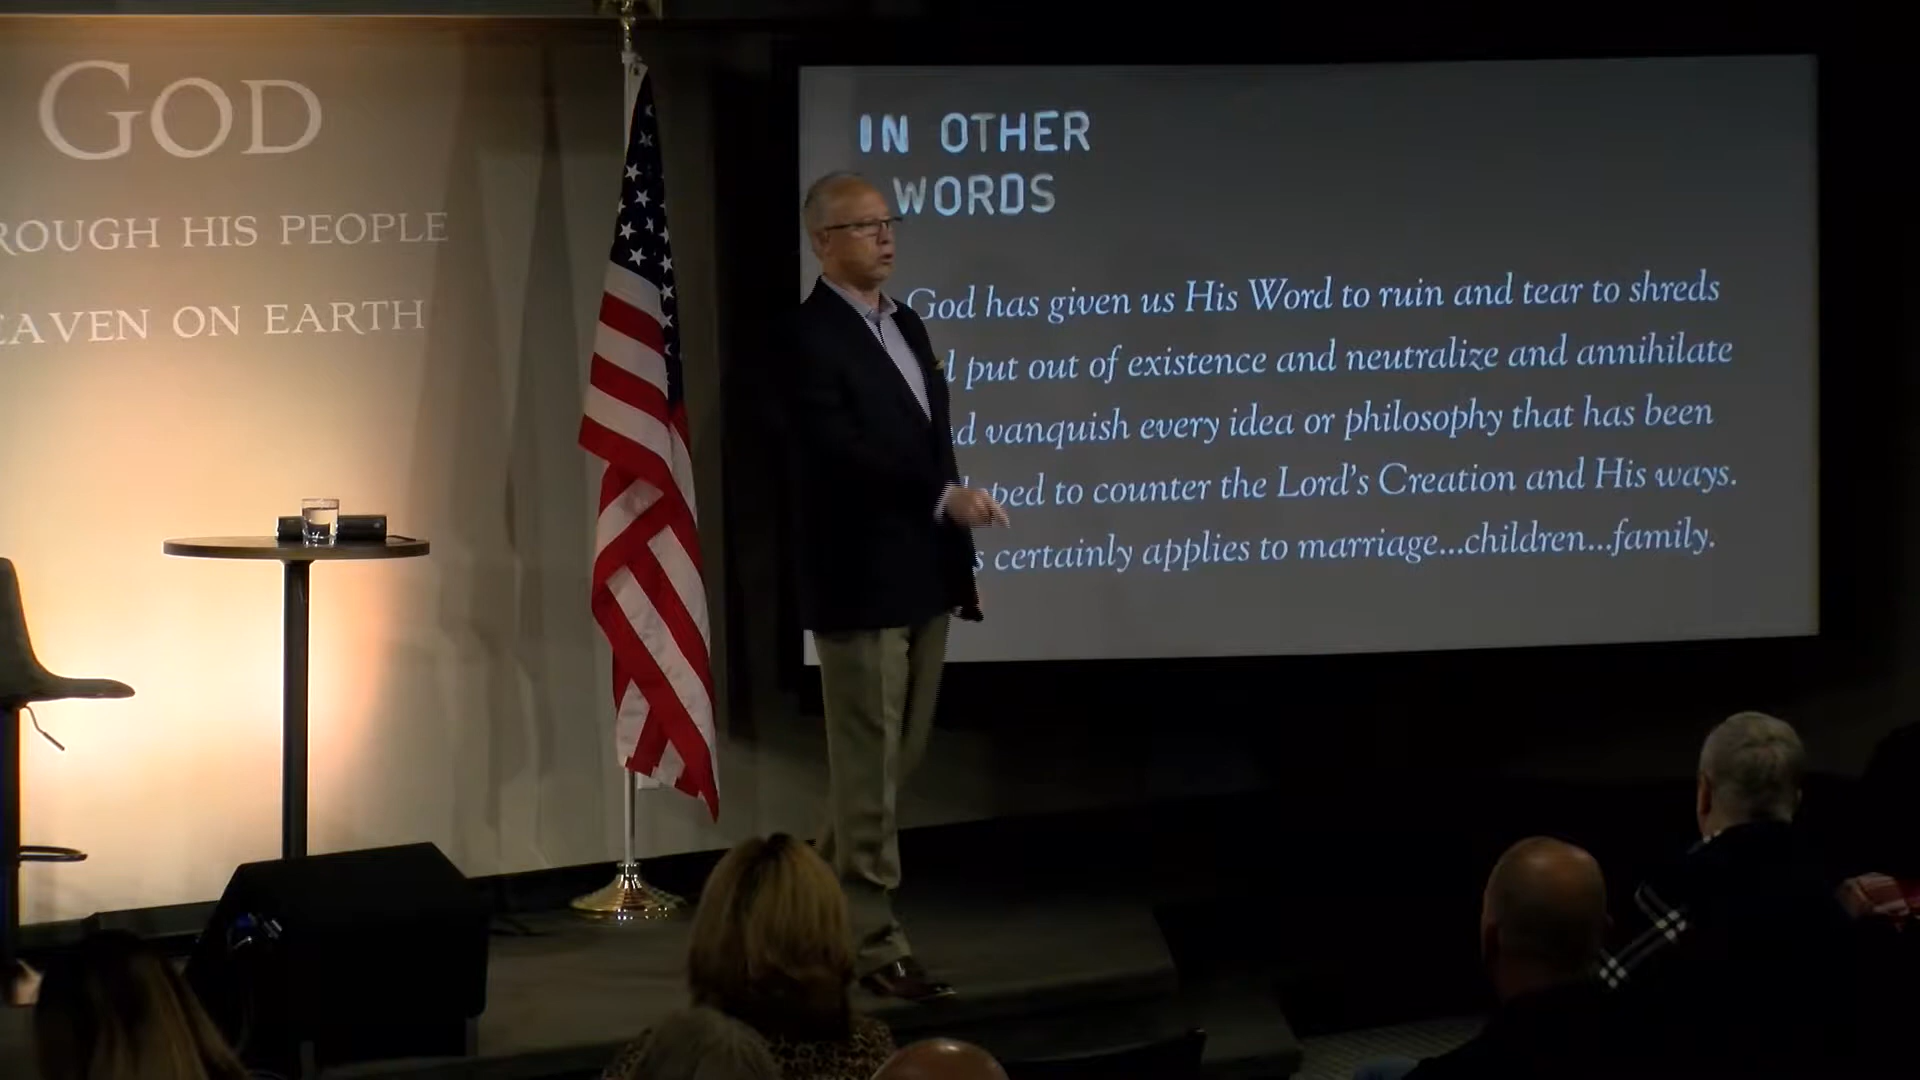 GOD
ROUGH HIS PEOPLE
EAVEN ON EARTH
IN OTHER
WORDS
God has given us His Word to ruin and tear to shreds
put out of existence and neutralize and annihilate
vanquish every idea or philosophy that has been
to counter the Lord's Creation and His ways.
certainly applies to marriage...children...family.